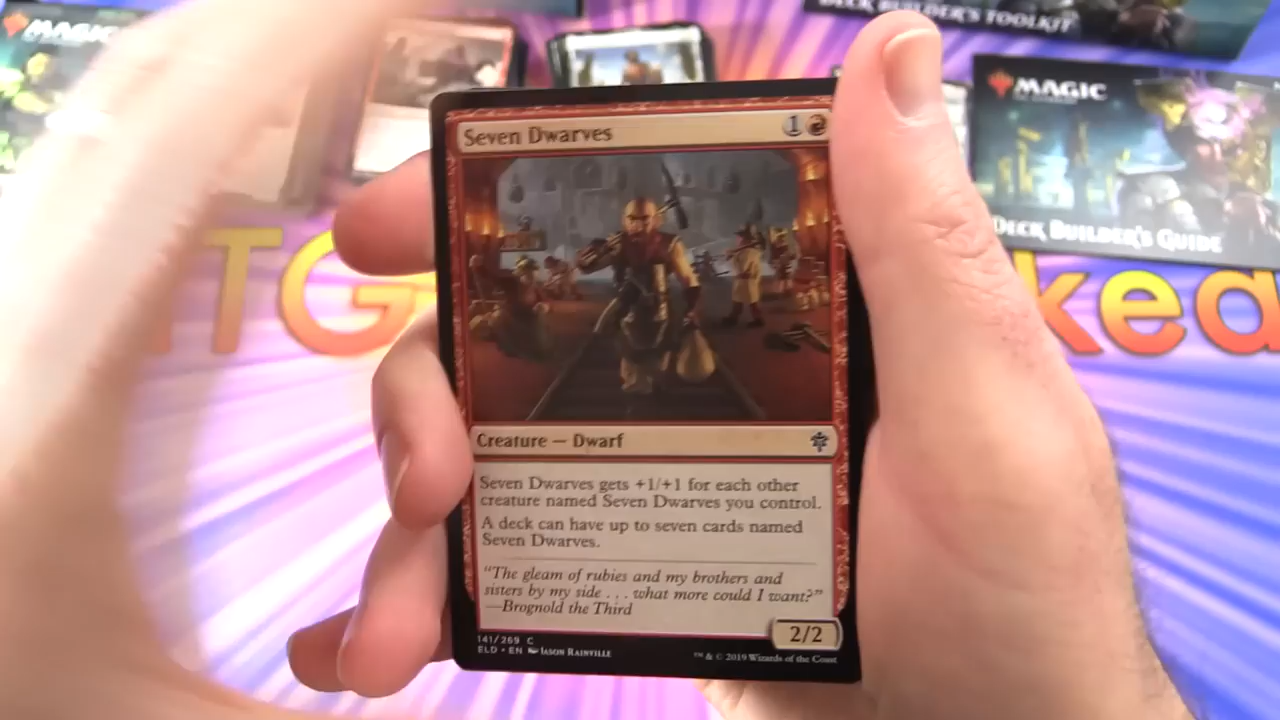 MAGIC
DECK BUILDER'S TOOLKIT
MAGIC
DECK BUILDER'S GUIDE
TG
ked
Seven Dwarves 1
Creature — Dwarf
Seven Dwarves gets +1/+1 for each other
creature named Seven Dwarves you control.
A deck can have up to seven cards named
Seven Dwarves.
"The gleam of rubies and my brothers and
sisters by my side . . . what more could I want?"
—Brognold the Third
2/2
141/269 C
ELD • EN JASON RAINVILLE
™ & © 2019 Wizards of the Coast